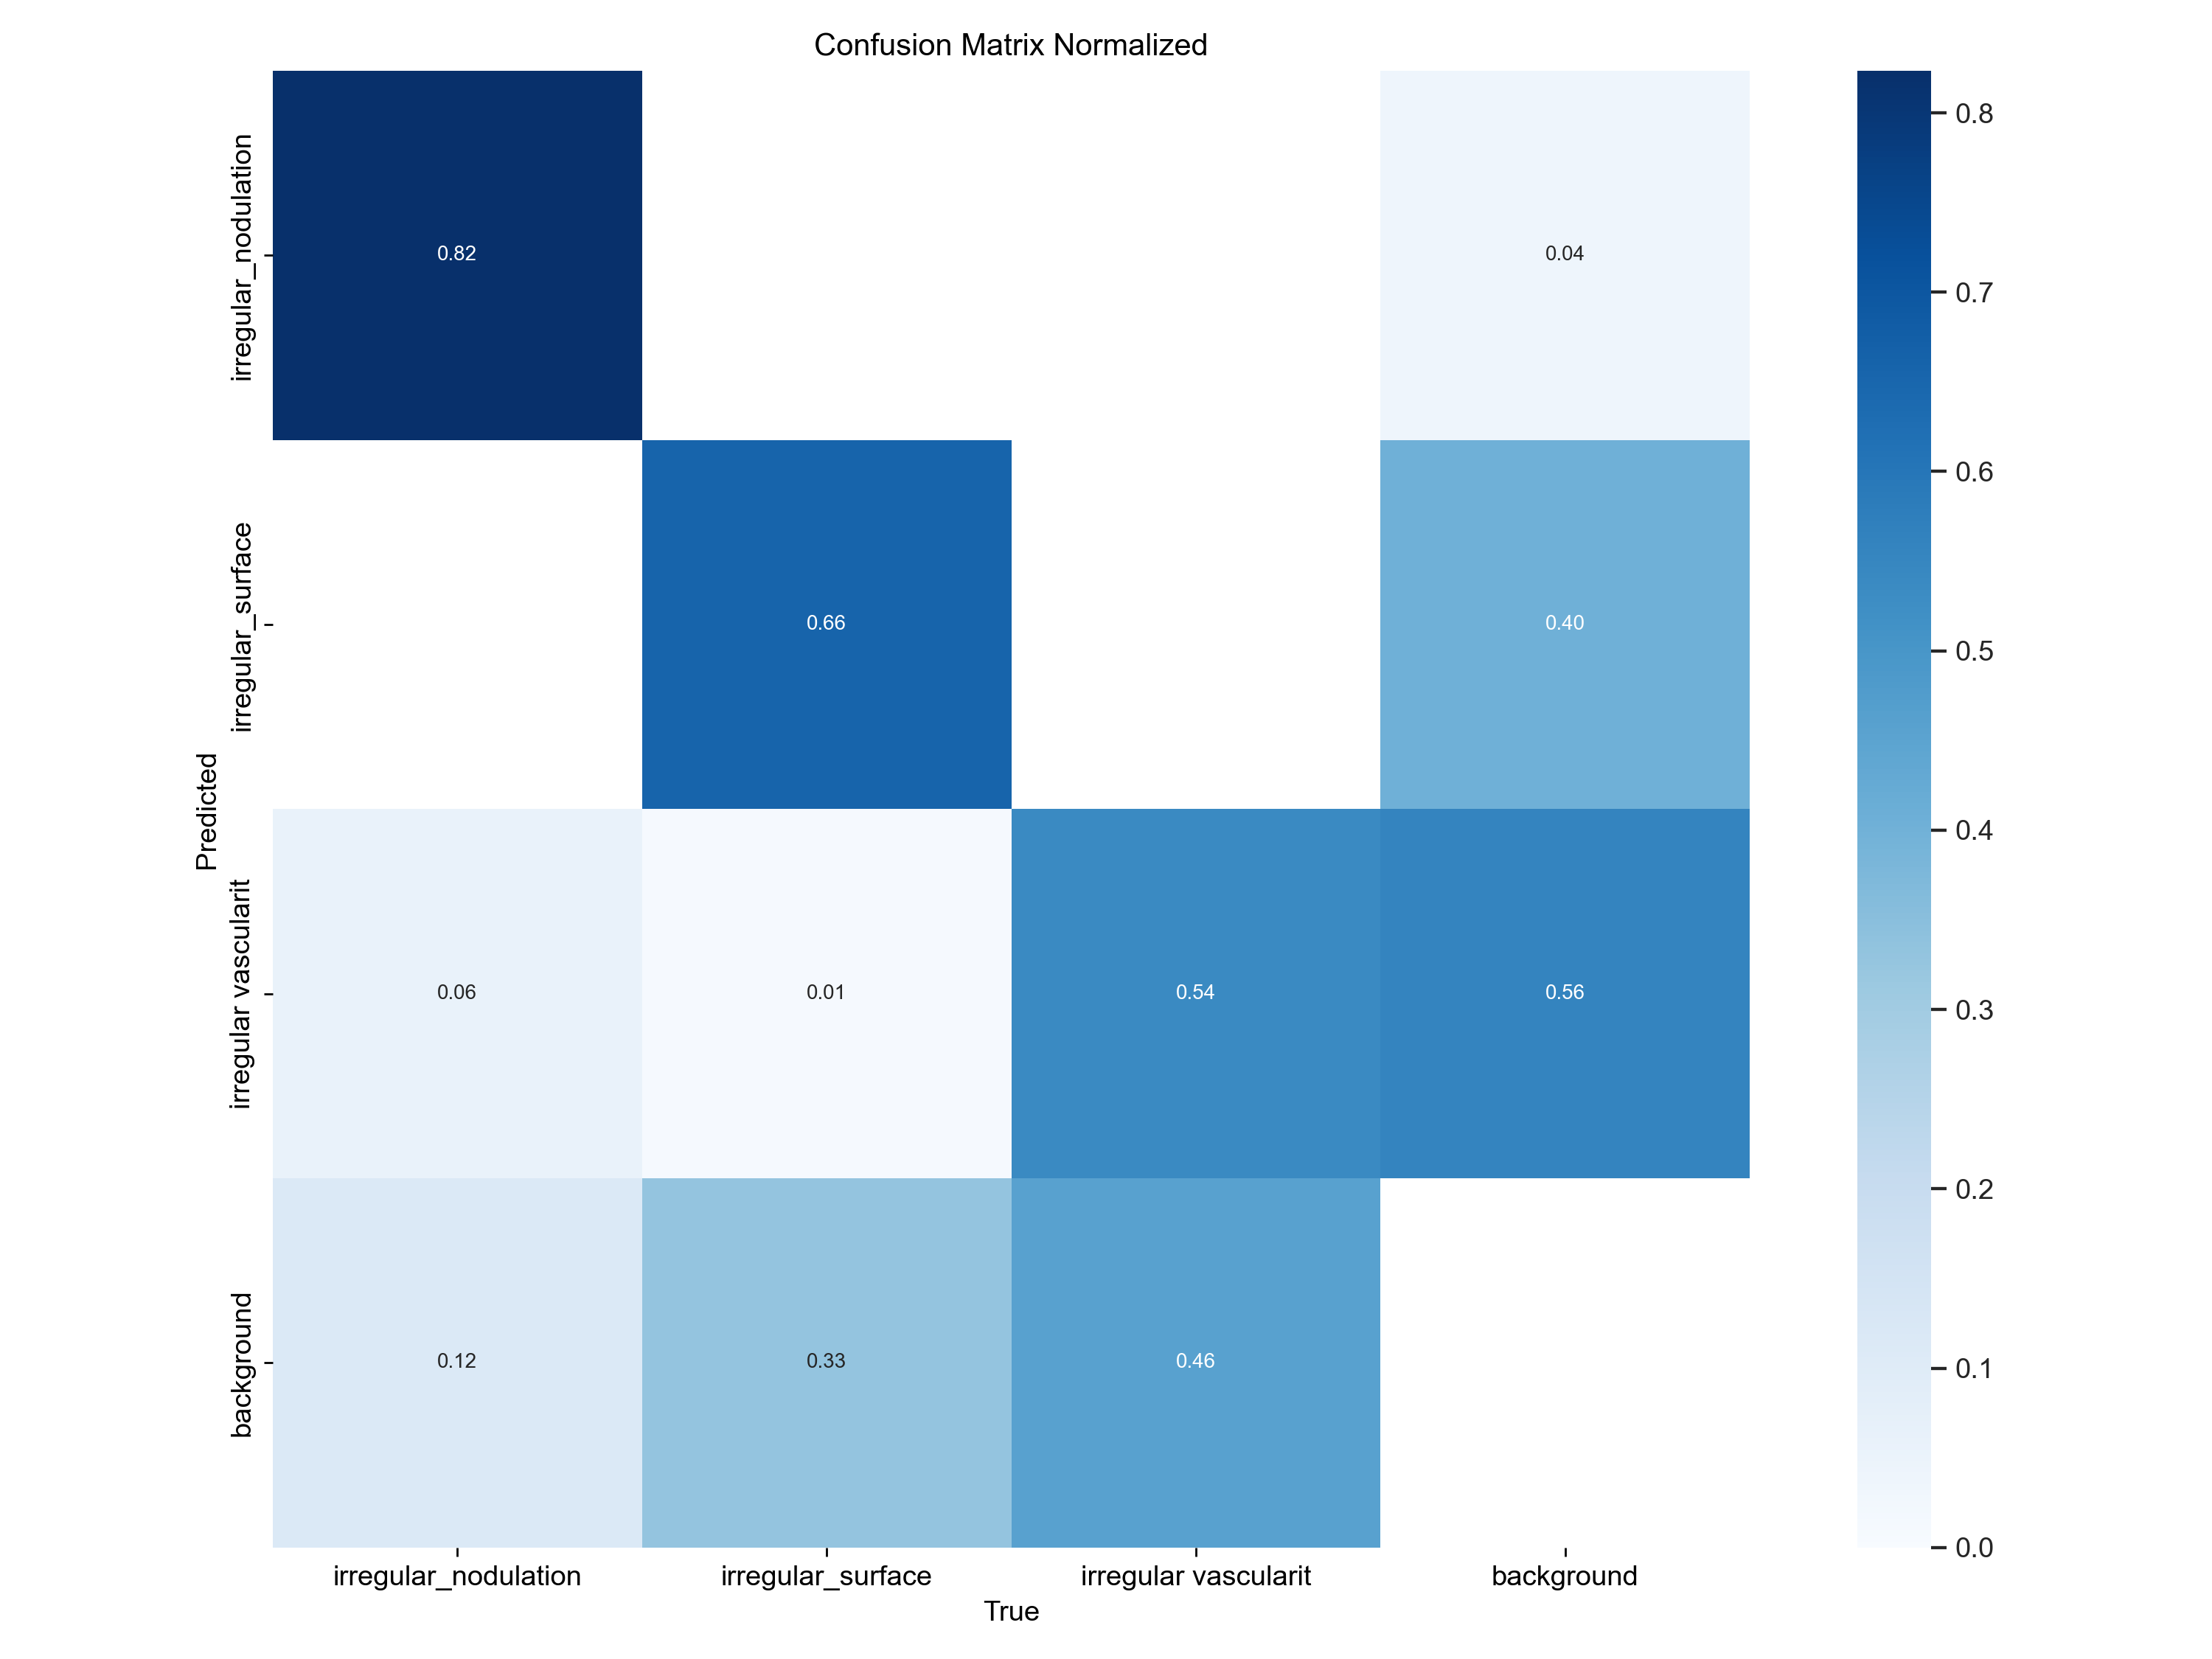 Confusion Matrix Normalized
irregular_nodulation
irregular_surface
irregular vascularit
background
Predicted
0.82
0.04
0.66
0.40
0.06
0.01
0.54
0.56
0.12
0.33
0.46
irregular_nodulation
irregular_surface
irregular vascularit
background
True
0.8
0.7
0.6
0.5
0.4
0.3
0.2
0.1
0.0